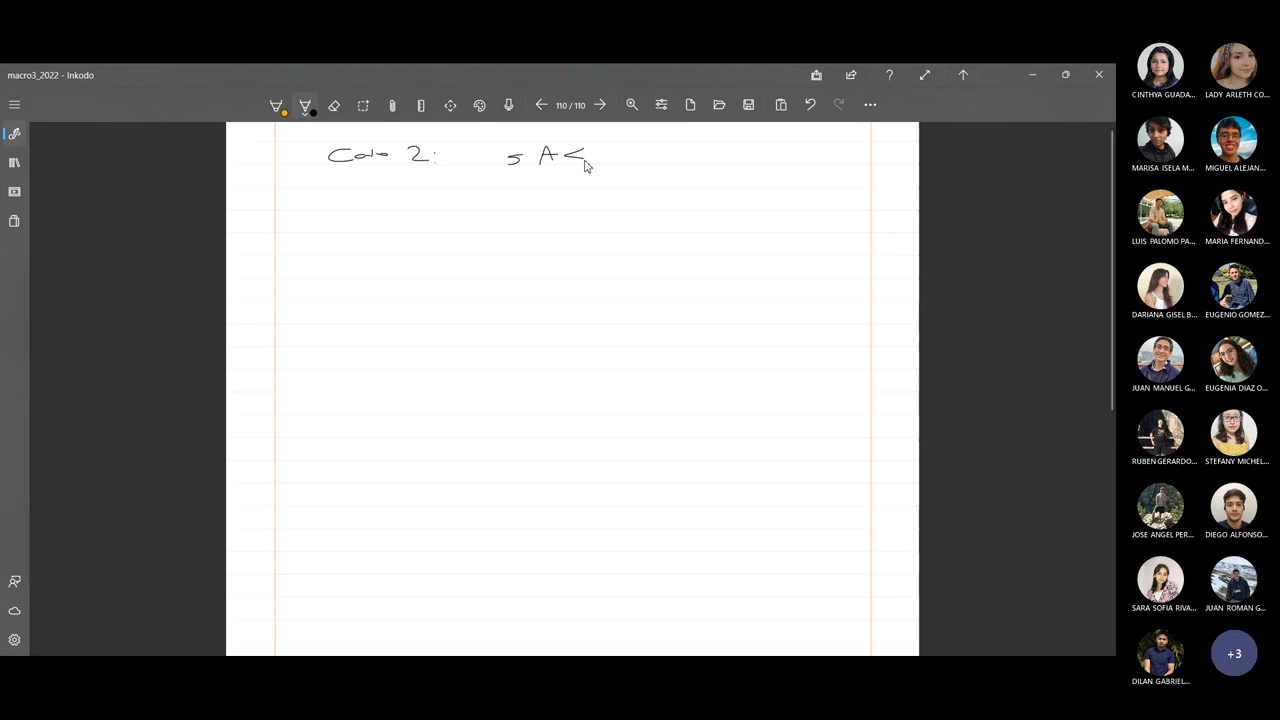 macro3_2022 - Inkodo
110 / 110
Caso 2: s A <
CINTHYA GUADA...
LADY ARLETH CO...
MARISA ISELA M...
MIGUEL ALEJAN...
LUIS PALOMO PA...
MARIA FERNAND...
DARIANA GISEL B...
EUGENIO GOMEZ...
JUAN MANUEL G...
EUGENIA DIAZ O...
RUBEN GERARDO...
STEFANY MICHEL...
JOSE ANGEL PER...
DIEGO ALFONSO...
SARA SOFIA RIVA...
JUAN ROMAN G...
DILAN GABRIEL...
+3